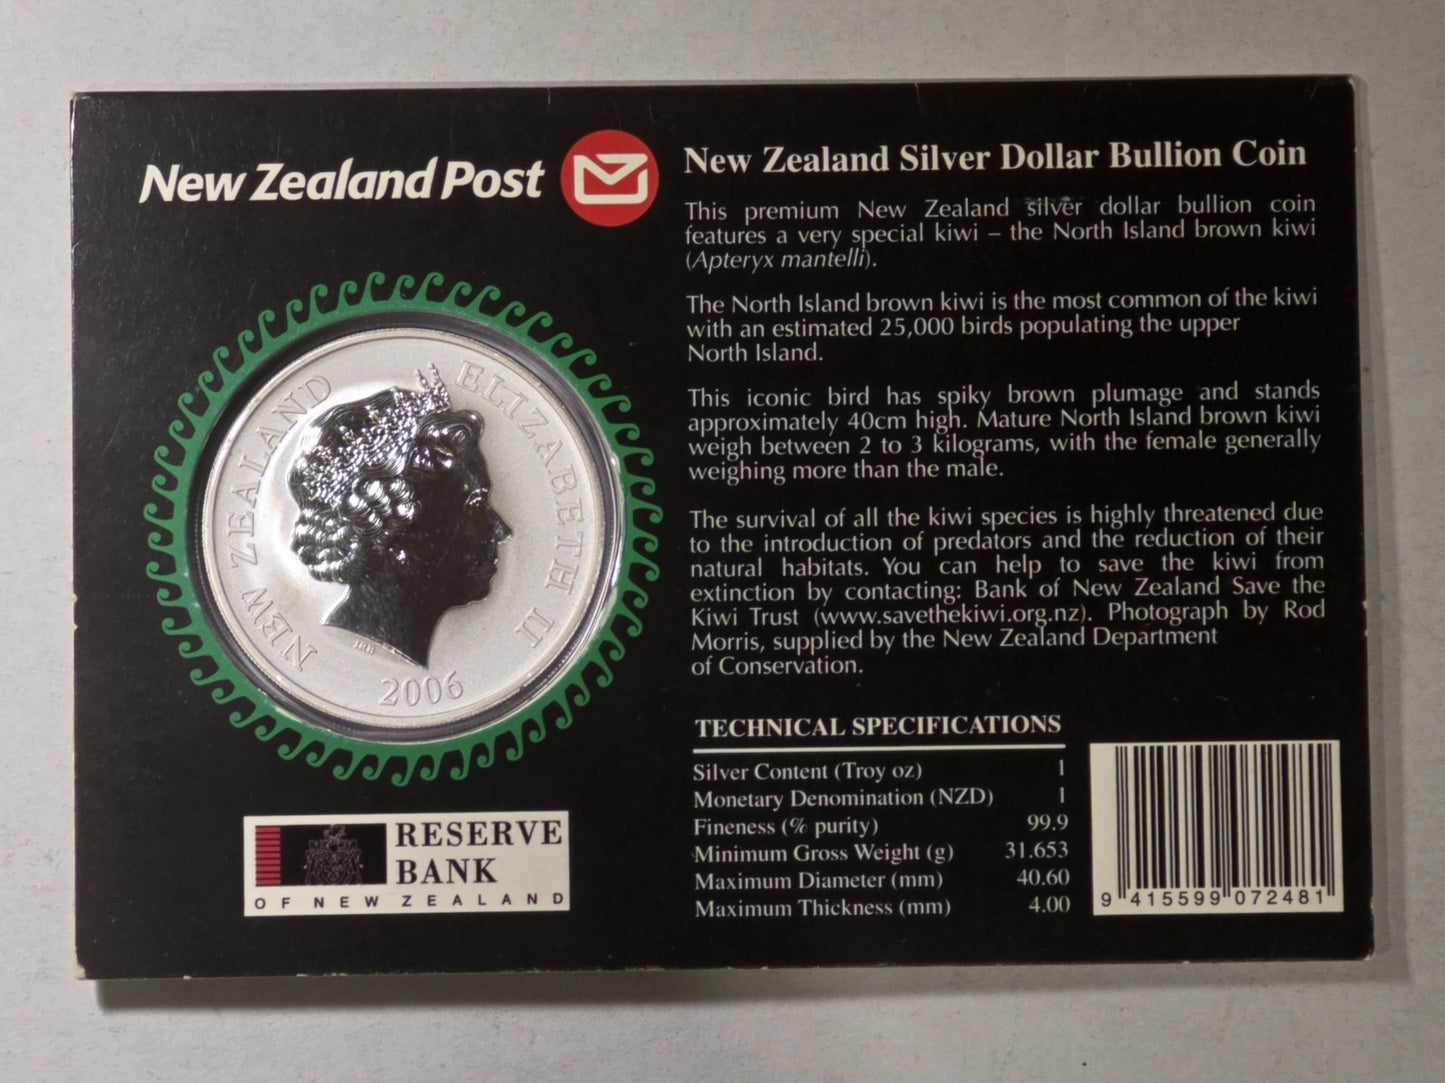 New Zealand Post
New Zealand Silver Dollar Bullion Coin
This premium New Zealand silver dollar bullion coin
features a very special kiwi – the North Island brown kiwi
(Apteryx mantelli).
The North Island brown kiwi is the most common of the kiwi
with an estimated 25,000 birds populating the upper
North Island.
This iconic bird has spiky brown plumage and stands
approximately 40cm high. Mature North Island brown kiwi
weigh between 2 to 3 kilograms, with the female generally
weighing more than the male.
The survival of all the kiwi species is highly threatened due
to the introduction of predators and the reduction of their
natural habitats. You can help to save the kiwi from
extinction by contacting: Bank of New Zealand Save the
Kiwi Trust (www.savethekiwi.org.nz). Photograph by Rod
Morris, supplied by the New Zealand Department
of Conservation.
NEW ZEALAND ELIZABETH II
2006
IRB
TECHNICAL SPECIFICATIONS
Silver Content (Troy oz) 1
Monetary Denomination (NZD) 1
Fineness (% purity) 99.9
Minimum Gross Weight (g) 31.653
Maximum Diameter (mm) 40.60
Maximum Thickness (mm) 4.00
RESERVE
BANK
OF NEW ZEALAND
9 415599 072481